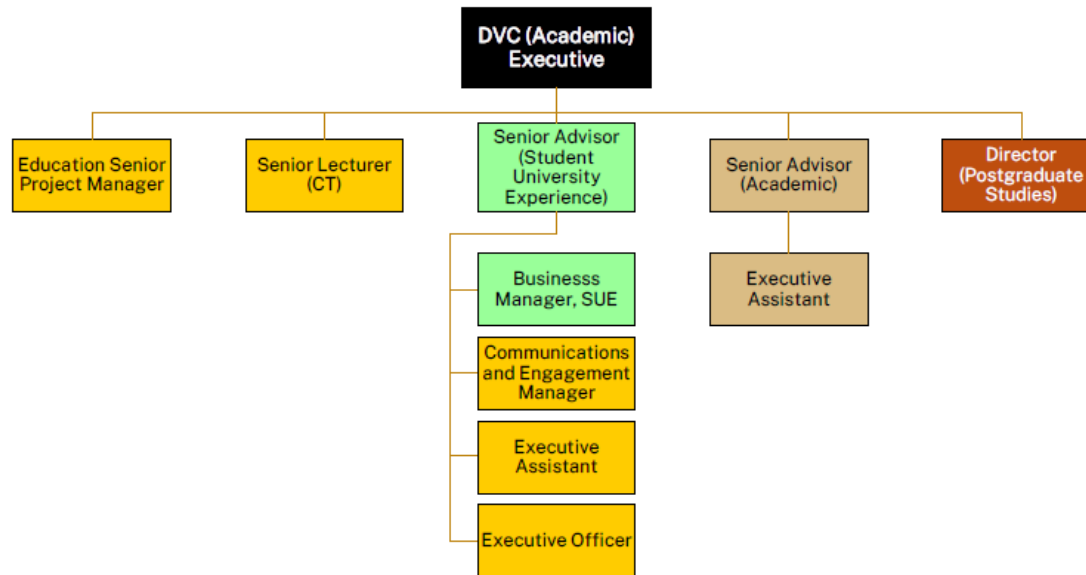 DVC (Academic)
Executive
Education Senior
Project Manager
Senior Lecturer
(CT)
Senior Advisor
(Student
University
Experience)
Senior Advisor
(Academic)
Director
(Postgraduate
Studies)
Businesss
Manager, SUE
Executive
Assistant
Communications
and Engagement
Manager
Executive
Assistant
Executive Officer